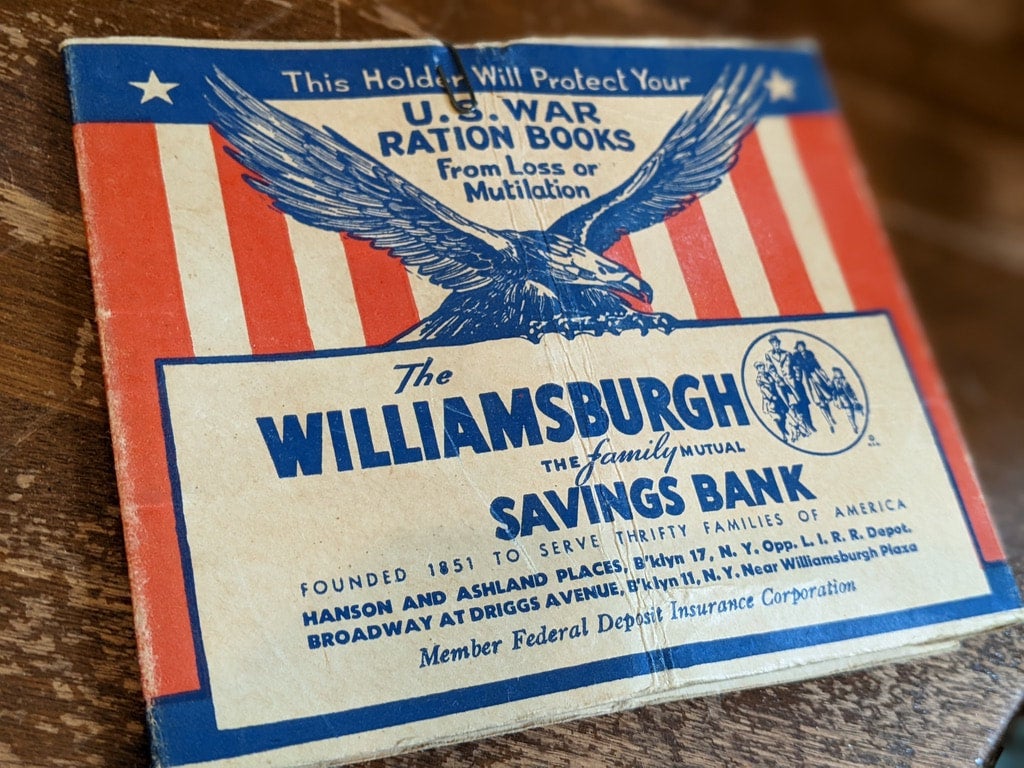 This Holder Will Protect Your
U.S. WAR
RATION BOOKS
From Loss or
Mutilation
The
WILLIAMSBURGH
THE family MUTUAL
SAVINGS BANK
FOUNDED 1851 TO SERVE THRIFTY FAMILIES OF AMERICA
HANSON AND ASHLAND PLACES, B'klyn 17, N. Y. Opp. L. I. R. R. Depot.
BROADWAY AT DRIGGS AVENUE, B'klyn 11, N. Y. Near Williamsburgh Plaza
Member Federal Deposit Insurance Corporation